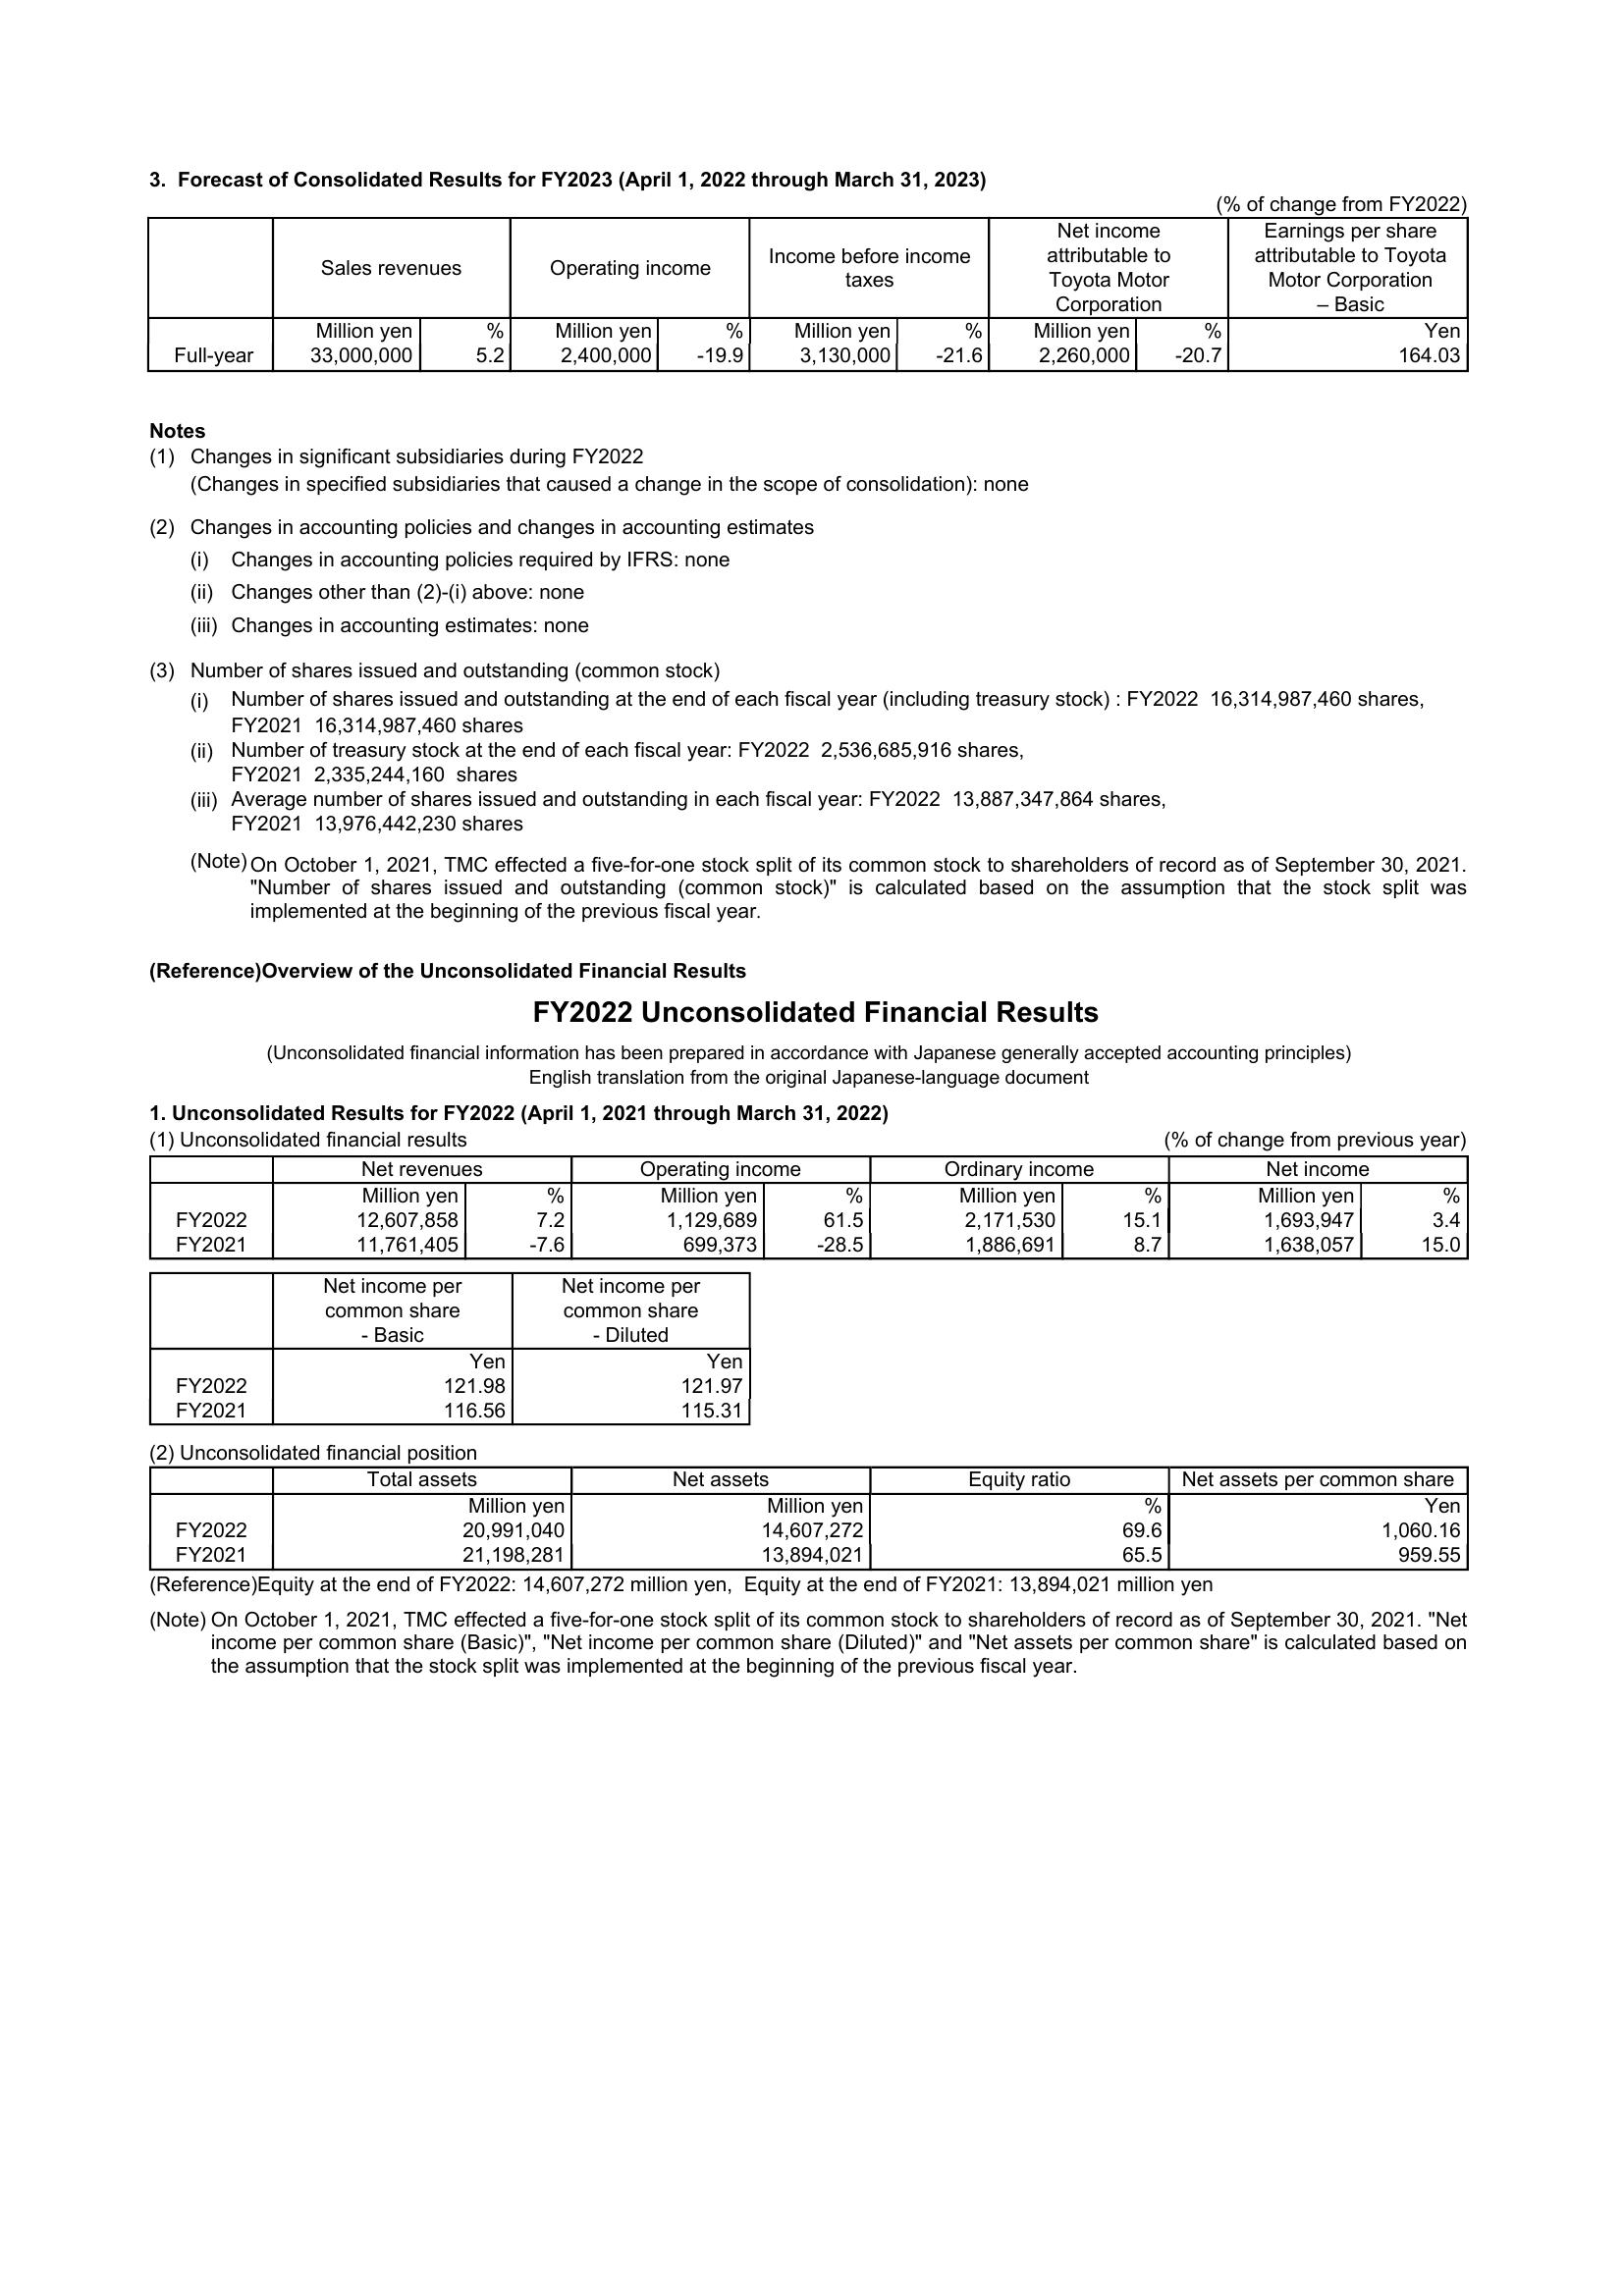 3. Forecast of Consolidated Results for FY2023 (April 1, 2022 through March 31, 2023)
(% of change from FY2022)
Sales revenues Operating income Income before income taxes Net income attributable to Toyota Motor Corporation Earnings per share attributable to Toyota Motor Corporation – Basic
Million yen % Million yen % Million yen % Million yen % Yen
Full-year 33,000,000 5.2 2,400,000 -19.9 3,130,000 -21.6 2,260,000 -20.7 164.03
Notes
(1) Changes in significant subsidiaries during FY2022
(Changes in specified subsidiaries that caused a change in the scope of consolidation): none
(2) Changes in accounting policies and changes in accounting estimates
(i) Changes in accounting policies required by IFRS: none
(ii) Changes other than (2)-(i) above: none
(iii) Changes in accounting estimates: none
(3) Number of shares issued and outstanding (common stock)
(i) Number of shares issued and outstanding at the end of each fiscal year (including treasury stock) : FY2022 16,314,987,460 shares,
FY2021 16,314,987,460 shares
(ii) Number of treasury stock at the end of each fiscal year: FY2022 2,536,685,916 shares,
FY2021 2,335,244,160 shares
(iii) Average number of shares issued and outstanding in each fiscal year: FY2022 13,887,347,864 shares,
FY2021 13,976,442,230 shares
(Note) On October 1, 2021, TMC effected a five-for-one stock split of its common stock to shareholders of record as of September 30, 2021.
"Number of shares issued and outstanding (common stock)" is calculated based on the assumption that the stock split was
implemented at the beginning of the previous fiscal year.
(Reference)Overview of the Unconsolidated Financial Results
FY2022 Unconsolidated Financial Results
(Unconsolidated financial information has been prepared in accordance with Japanese generally accepted accounting principles)
English translation from the original Japanese-language document
1. Unconsolidated Results for FY2022 (April 1, 2021 through March 31, 2022)
(1) Unconsolidated financial results (% of change from previous year)
Net revenues Operating income Ordinary income Net income
Million yen % Million yen % Million yen % Million yen %
FY2022 12,607,858 7.2 1,129,689 61.5 2,171,530 15.1 1,693,947 3.4
FY2021 11,761,405 -7.6 699,373 -28.5 1,886,691 8.7 1,638,057 15.0
Net income per common share - Basic Net income per common share - Diluted
Yen Yen
FY2022 121.98 121.97
FY2021 116.56 115.31
(2) Unconsolidated financial position
Total assets Net assets Equity ratio Net assets per common share
Million yen Million yen % Yen
FY2022 20,991,040 14,607,272 69.6 1,060.16
FY2021 21,198,281 13,894,021 65.5 959.55
(Reference)Equity at the end of FY2022: 14,607,272 million yen, Equity at the end of FY2021: 13,894,021 million yen
(Note) On October 1, 2021, TMC effected a five-for-one stock split of its common stock to shareholders of record as of September 30, 2021. "Net
income per common share (Basic)", "Net income per common share (Diluted)" and "Net assets per common share" is calculated based on
the assumption that the stock split was implemented at the beginning of the previous fiscal year.